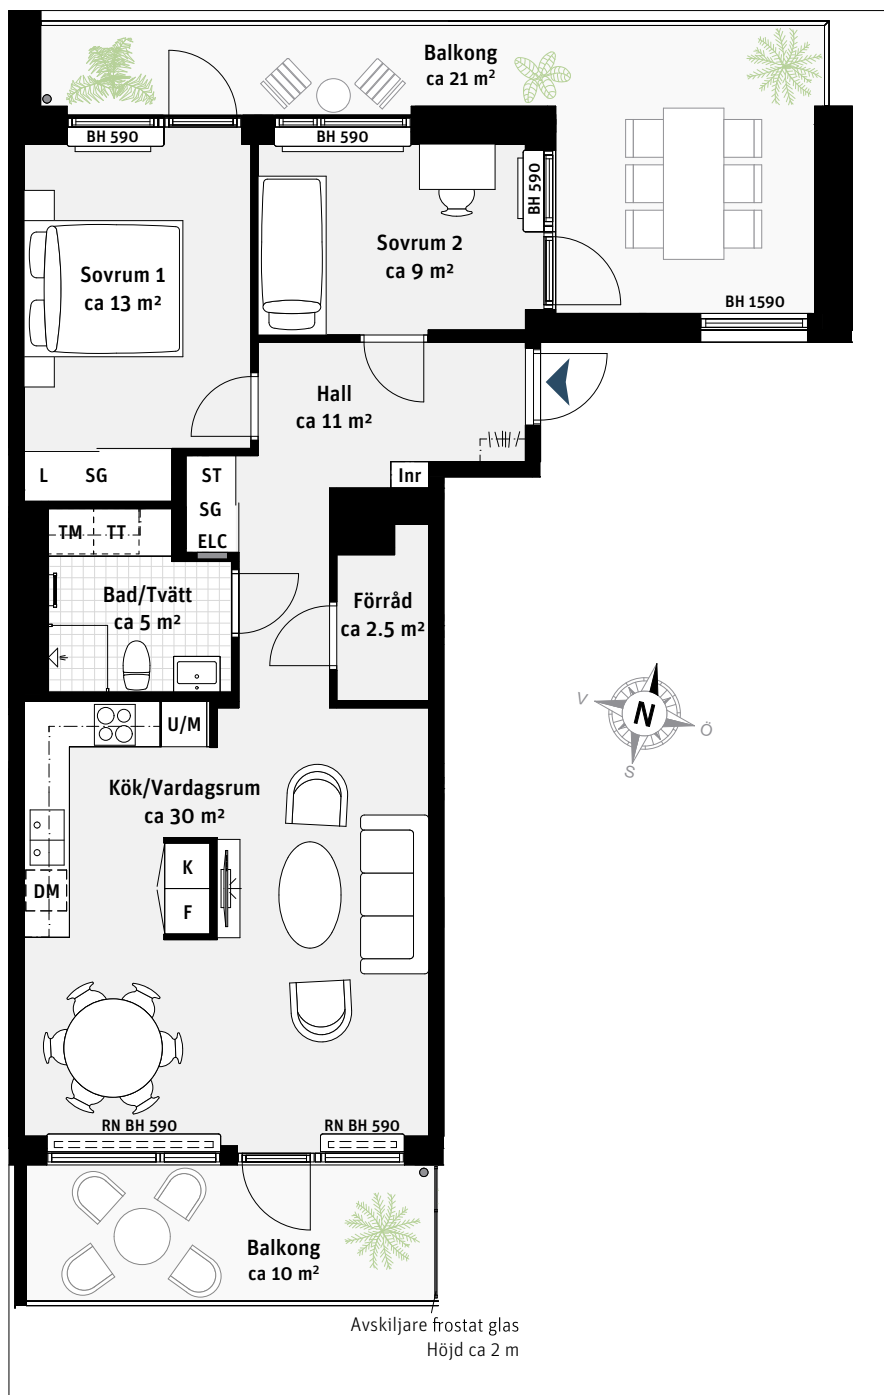 Balkong
ca 21 m²
BH 590
BH 590
BH 590
Sovrum 1
ca 13 m²
Sovrum 2
ca 9 m²
BH 1590
Hall
ca 11 m²
L SG
ST
SG
ELC
Inr
TM TT
Bad/Tvätt
ca 5 m²
Förråd
ca 2.5 m²
U/M
V
N
Ö
S
Kök/Vardagsrum
ca 30 m²
K
F
DM
RN BH 590
RN BH 590
Balkong
ca 10 m²
Avskiljare frostat glas
Höjd ca 2 m